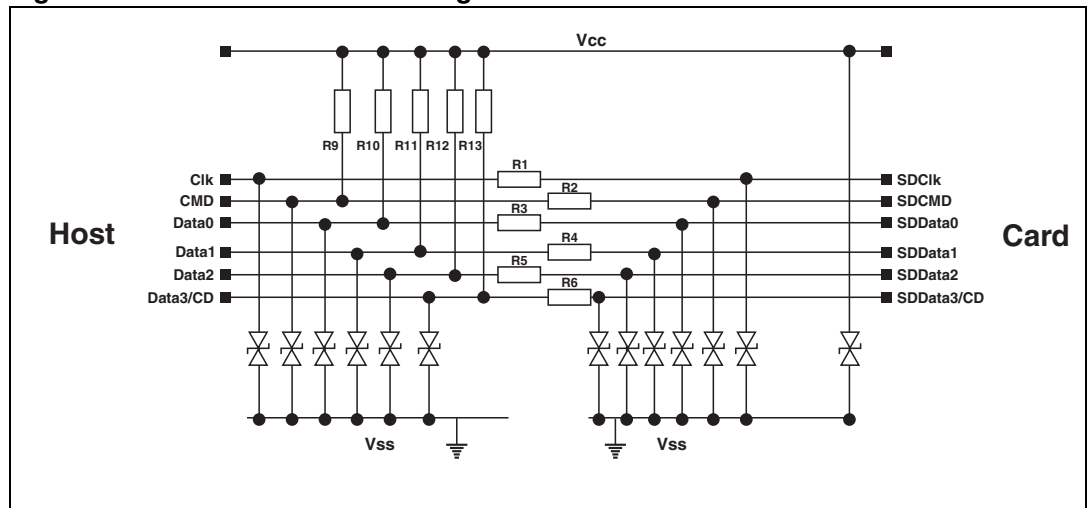 Vcc
R9 R10 R11 R12 R13
R1
Clk SDClk
R2
CMD SDCMD
R3
Data0 SDData0
Host Card
R4
Data1 SDData1
R5
Data2 SDData2
R6
Data3/CD SDData3/CD
Vss Vss